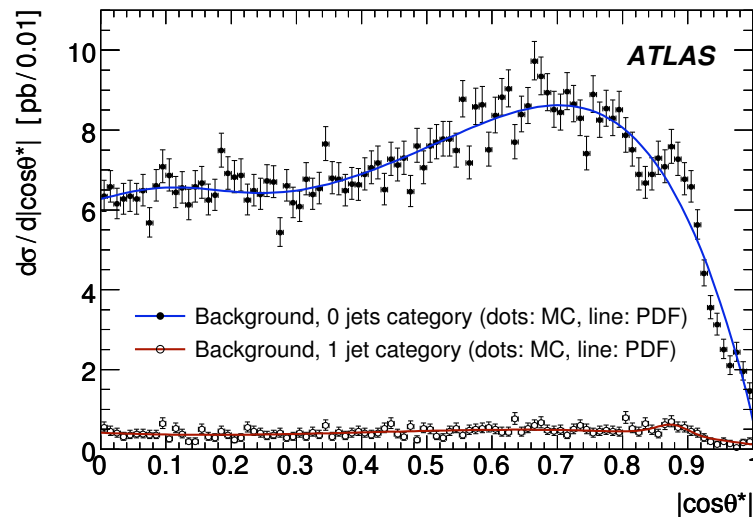 dσ / d|cosθ*| [ pb / 0.01 ]
10
8
6
4
2
0
ATLAS
Background, 0 jets category (dots: MC, line: PDF)
Background, 1 jet category (dots: MC, line: PDF)
0 0.1 0.2 0.3 0.4 0.5 0.6 0.7 0.8 0.9 1
|cosθ*|